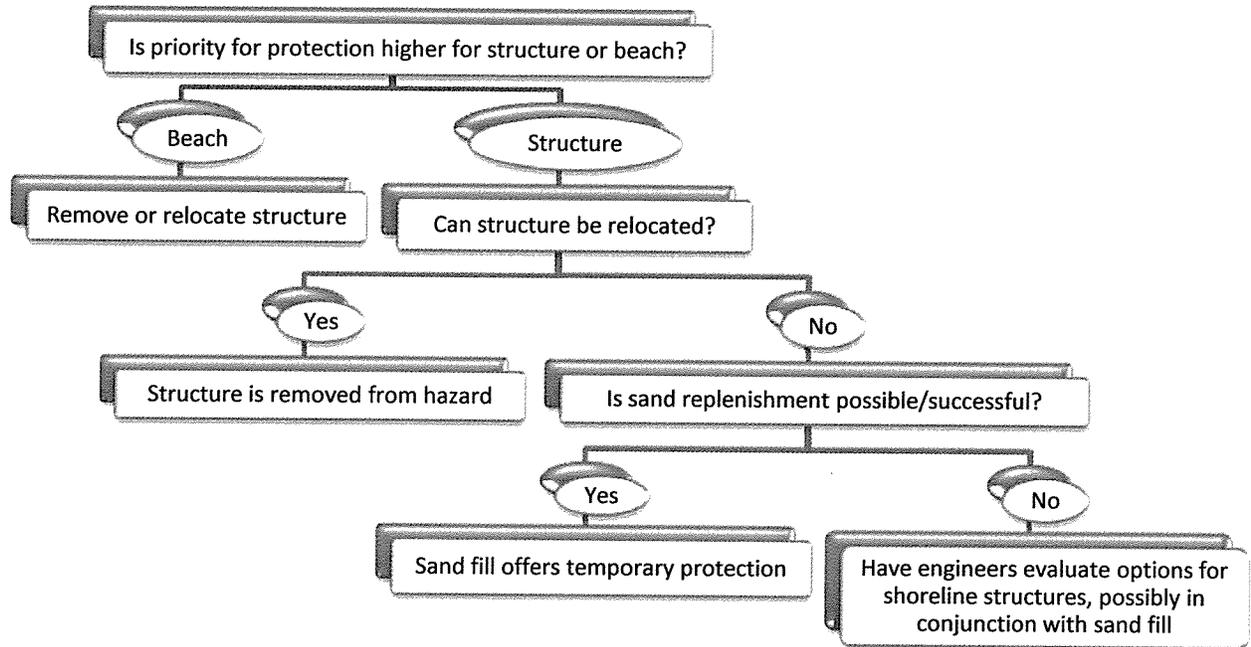 Is priority for protection higher for structure or beach?
Beach
Structure
Remove or relocate structure
Can structure be relocated?
Yes
No
Structure is removed from hazard
Is sand replenishment possible/successful?
Yes
No
Sand fill offers temporary protection
Have engineers evaluate options for
shoreline structures, possibly in
conjunction with sand fill